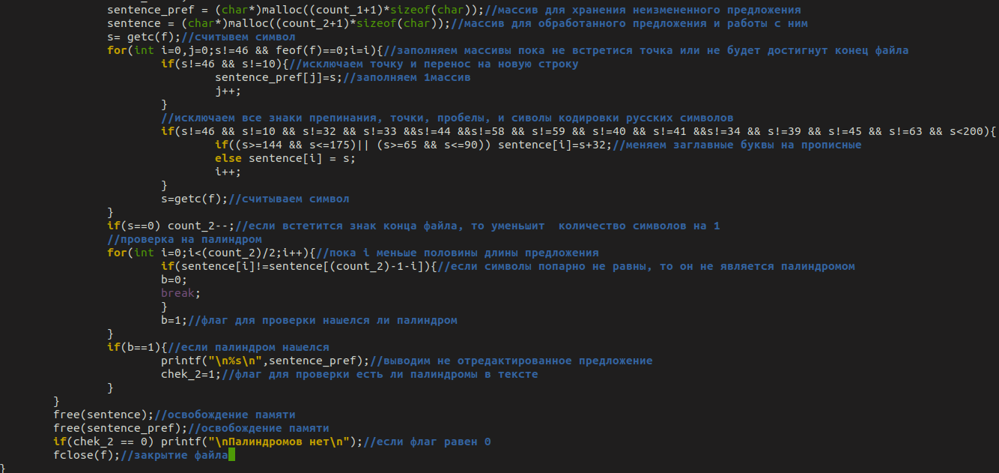 sentence_pref = (char*)malloc((count_1+1)*sizeof(char));//массив для хранения неизмененного предложения
sentence = (char*)malloc((count_2+1)*sizeof(char));//массив для обработанного предложения и работы с ним
s= getc(f);//считывем символ
for(int i=0,j=0;s!=46 && feof(f)==0;i=i){//заполняем массивы пока не встретися точка или не будет достигнут конец файла
if(s!=46 && s!=10){//исключаем точку и перенос на новую строку
sentence_pref[j]=s;//заполняем 1массив
j++;
}
//исключаем все знаки препинания, точки, пробелы, и сиволы кодировки русских символов
if(s!=46 && s!=10 && s!=32 && s!=33 &&s!=44 &&s!=58 && s!=59 && s!=40 && s!=41 &&s!=34 && s!=39 && s!=45 && s!=63 && s<200){
if((s>=144 && s<=175)|| (s>=65 && s<=90)) sentence[i]=s+32;//меняем заглавные буквы на прописные
else sentence[i] = s;
i++;
}
s=getc(f);//считываем символ
}
if(s==0) count_2--;//если встетится знак конца файла, то уменьшит  количество символов на 1
//проверка на палиндром
for(int i=0;i<(count_2)/2;i++){//пока i меньше половины длины предложения
if(sentence[i]!=sentence[(count_2)-1-i]){//если символы попарно не равны, то он не является палиндромом
b=0;
break;
}
b=1;//флаг для проверки нашелся ли палиндром
}
if(b==1){//если палиндром нашелся
printf("\n%s\n",sentence_pref);//выводим не отредактированное предложение
chek_2=1;//флаг для проверки есть ли палиндромы в тексте
}
}
free(sentence);//освобождение памяти
free(sentence_pref);//освобождение памяти
if(chek_2 == 0) printf("\nПалиндромов нет\n");//если флаг равен 0
fclose(f);//закрытие файла
}